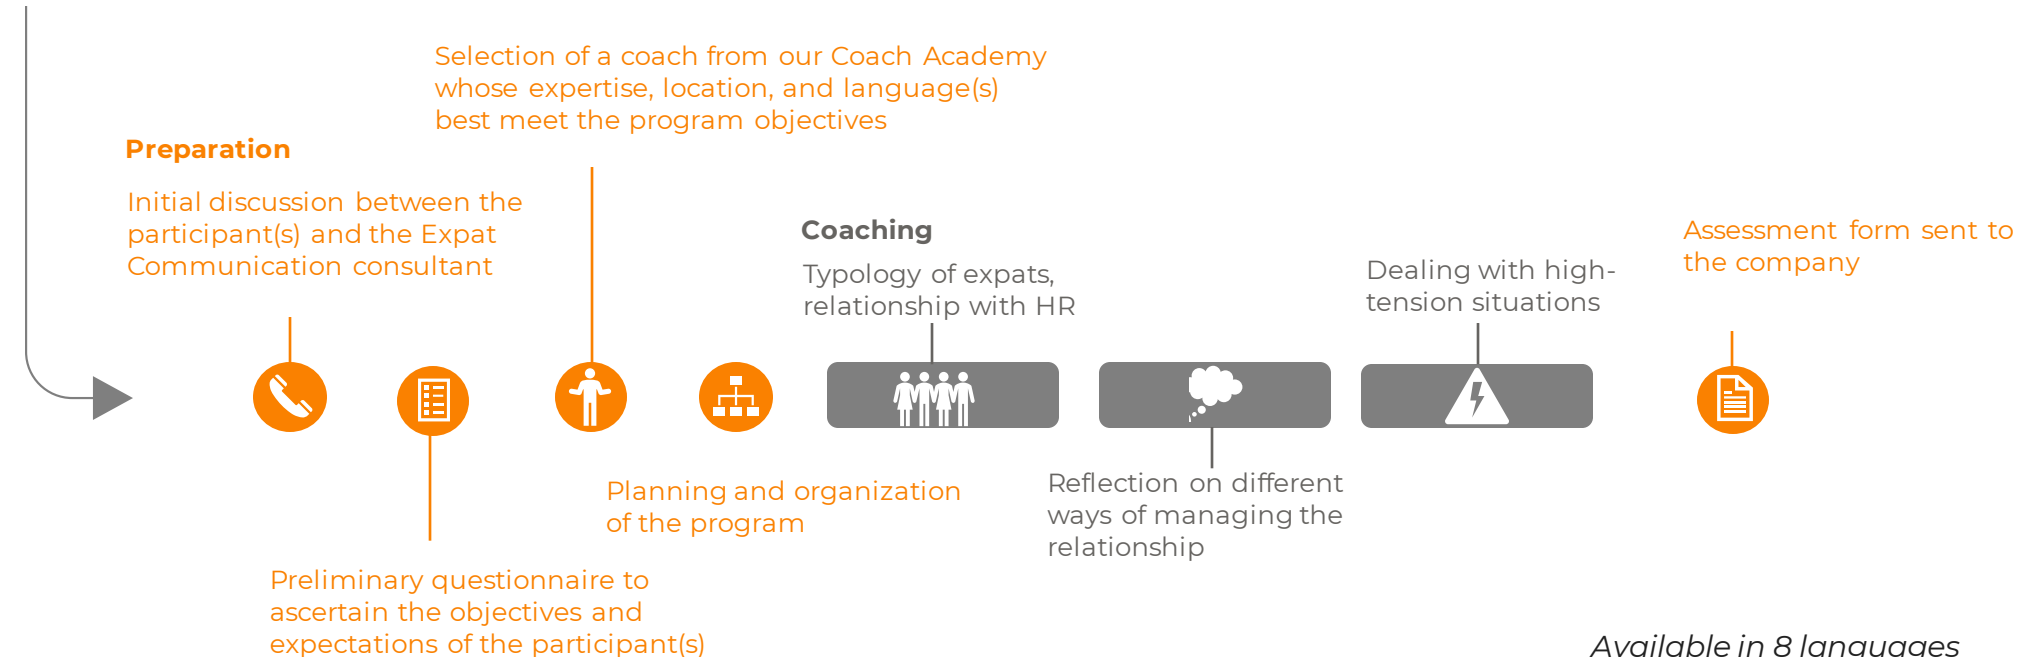 Preparation
Initial discussion between the
participant(s) and the Expat
Communication consultant
Preliminary questionnaire to
ascertain the objectives and
expectations of the participant(s)
Selection of a coach from our Coach Academy
whose expertise, location, and language(s)
best meet the program objectives
Planning and organization
of the program
Coaching
Typology of expats,
relationship with HR
Reflection on different
ways of managing the
relationship
Dealing with high-
tension situations
Assessment form sent to
the company
Available in 8 languages